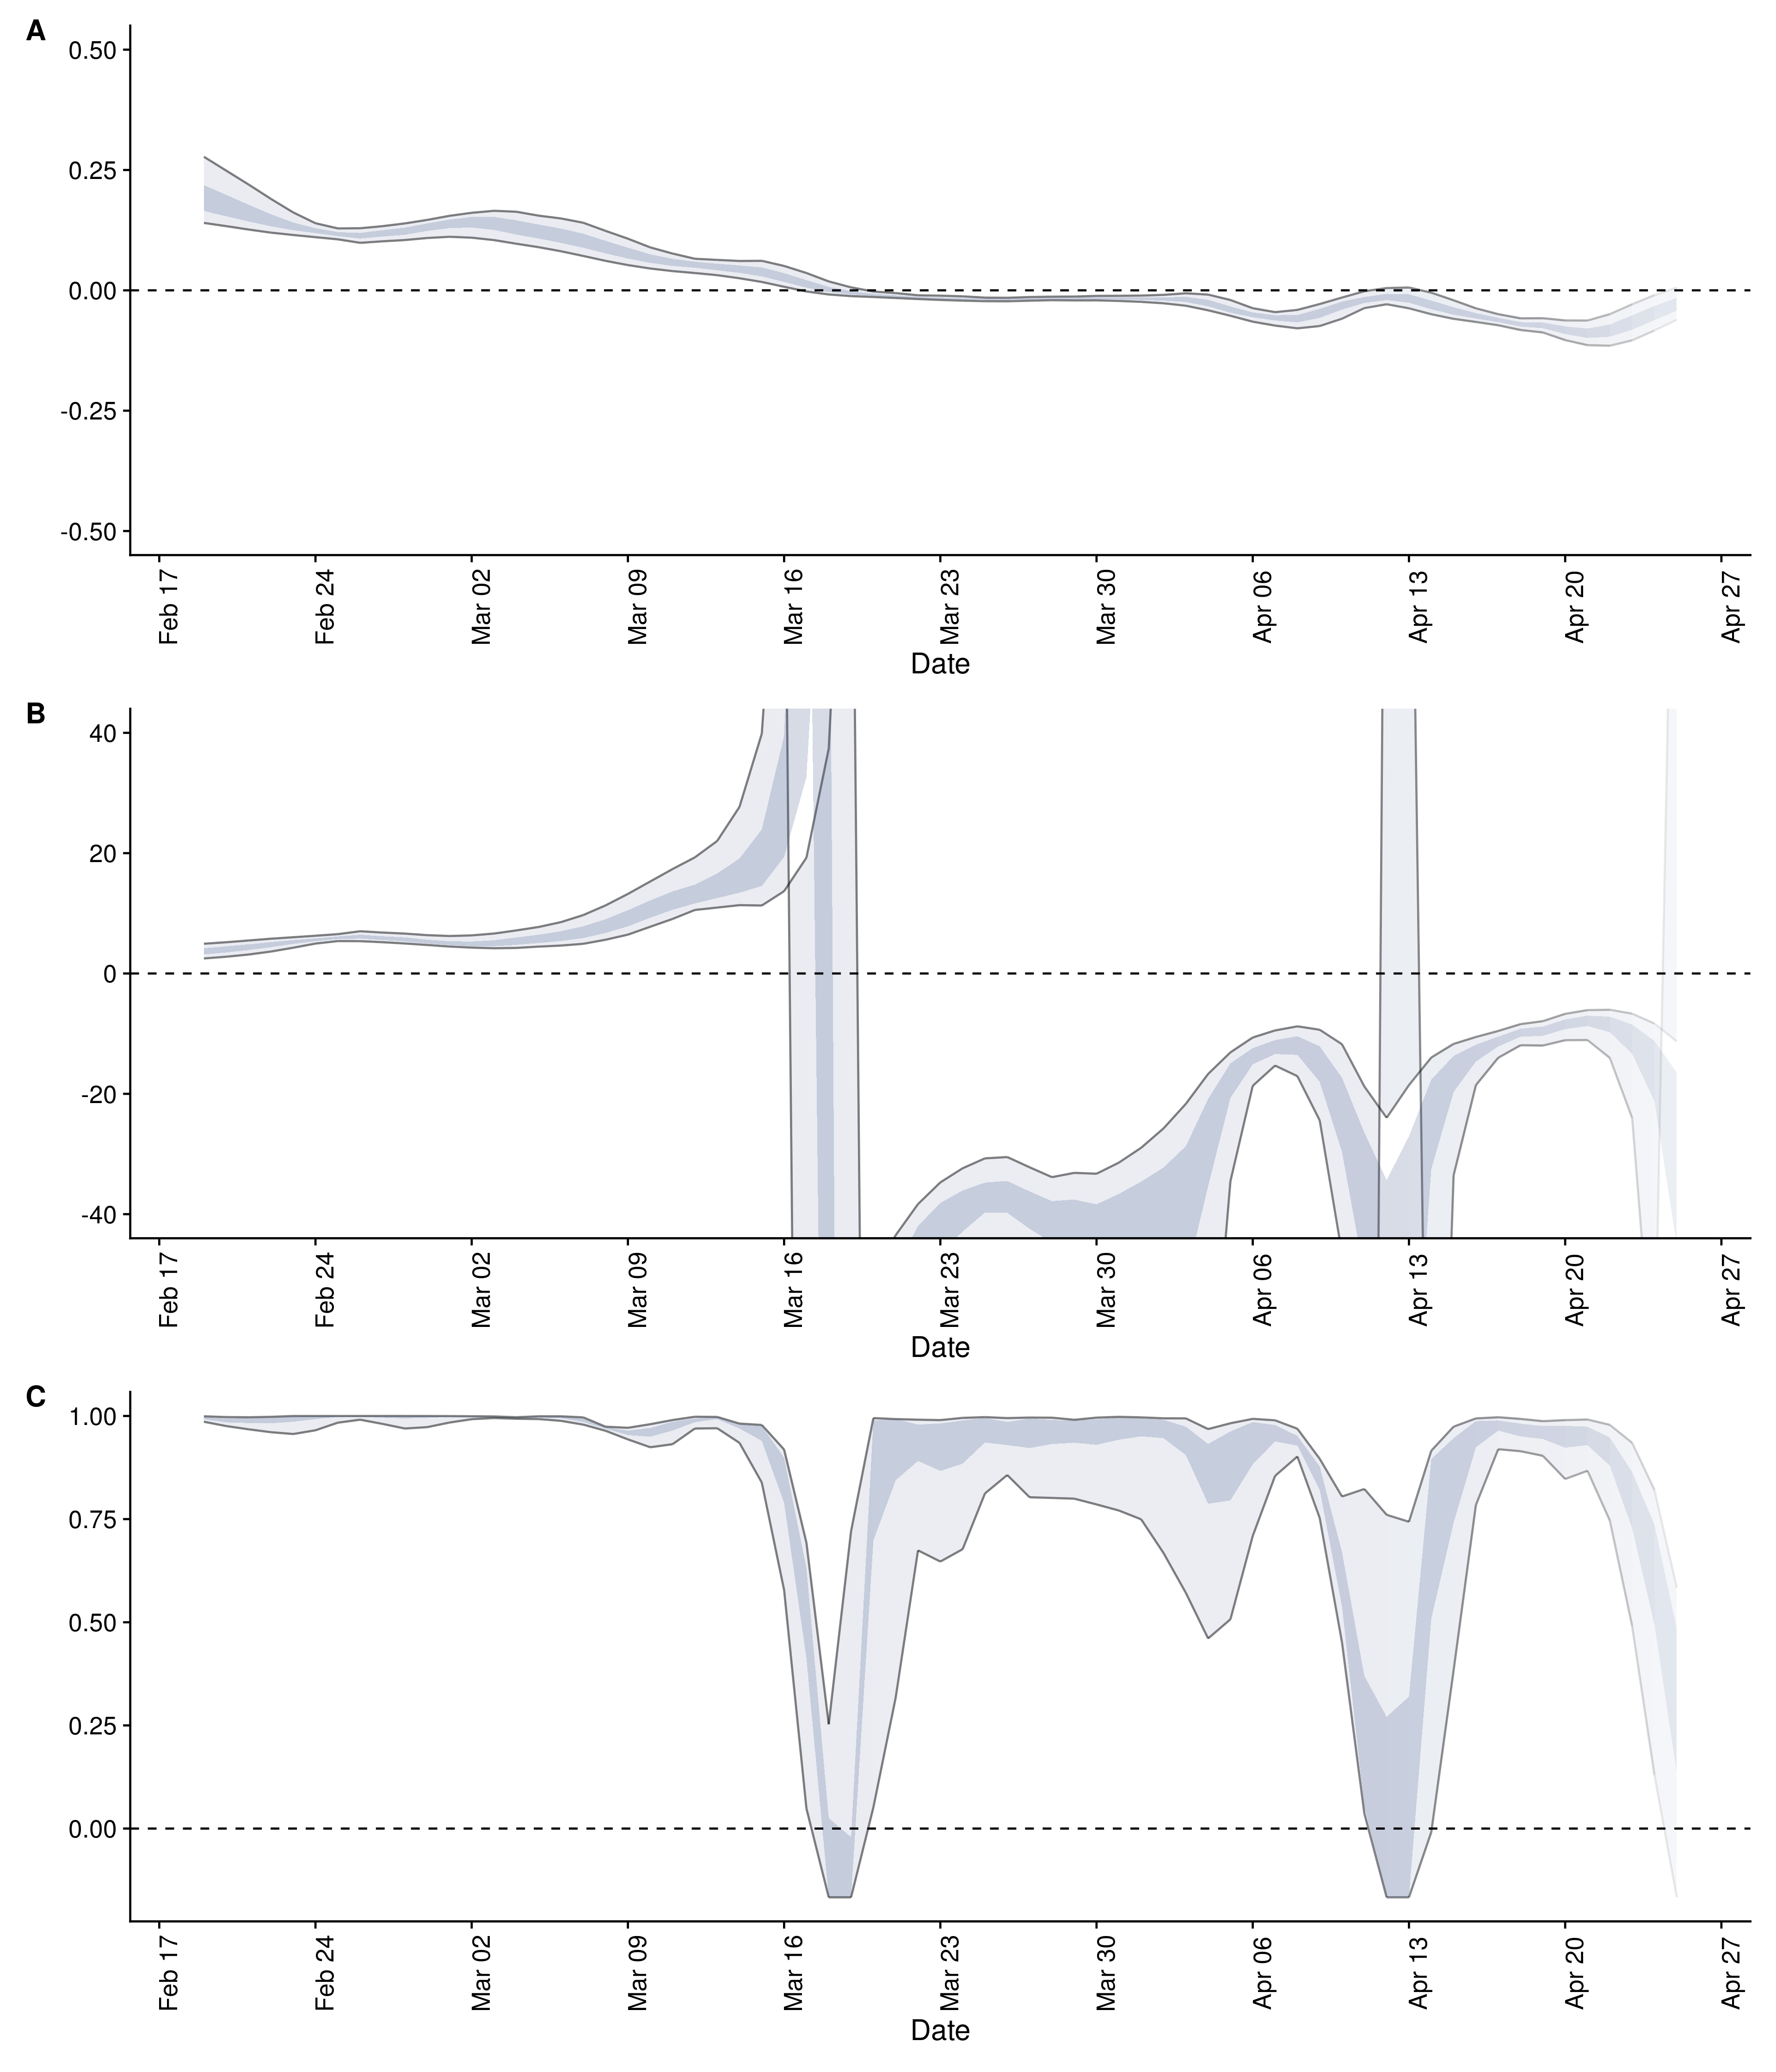 A
0.50
0.25
0.00
-0.25
-0.50
Feb 17
Feb 24
Mar 02
Mar 09
Mar 16
Mar 23
Mar 30
Apr 06
Apr 13
Apr 20
Apr 27
Date
B
40
20
0
-20
-40
Feb 17
Feb 24
Mar 02
Mar 09
Mar 16
Mar 23
Mar 30
Apr 06
Apr 13
Apr 20
Apr 27
Date
C
1.00
0.75
0.50
0.25
0.00
Feb 17
Feb 24
Mar 02
Mar 09
Mar 16
Mar 23
Mar 30
Apr 06
Apr 13
Apr 20
Apr 27
Date